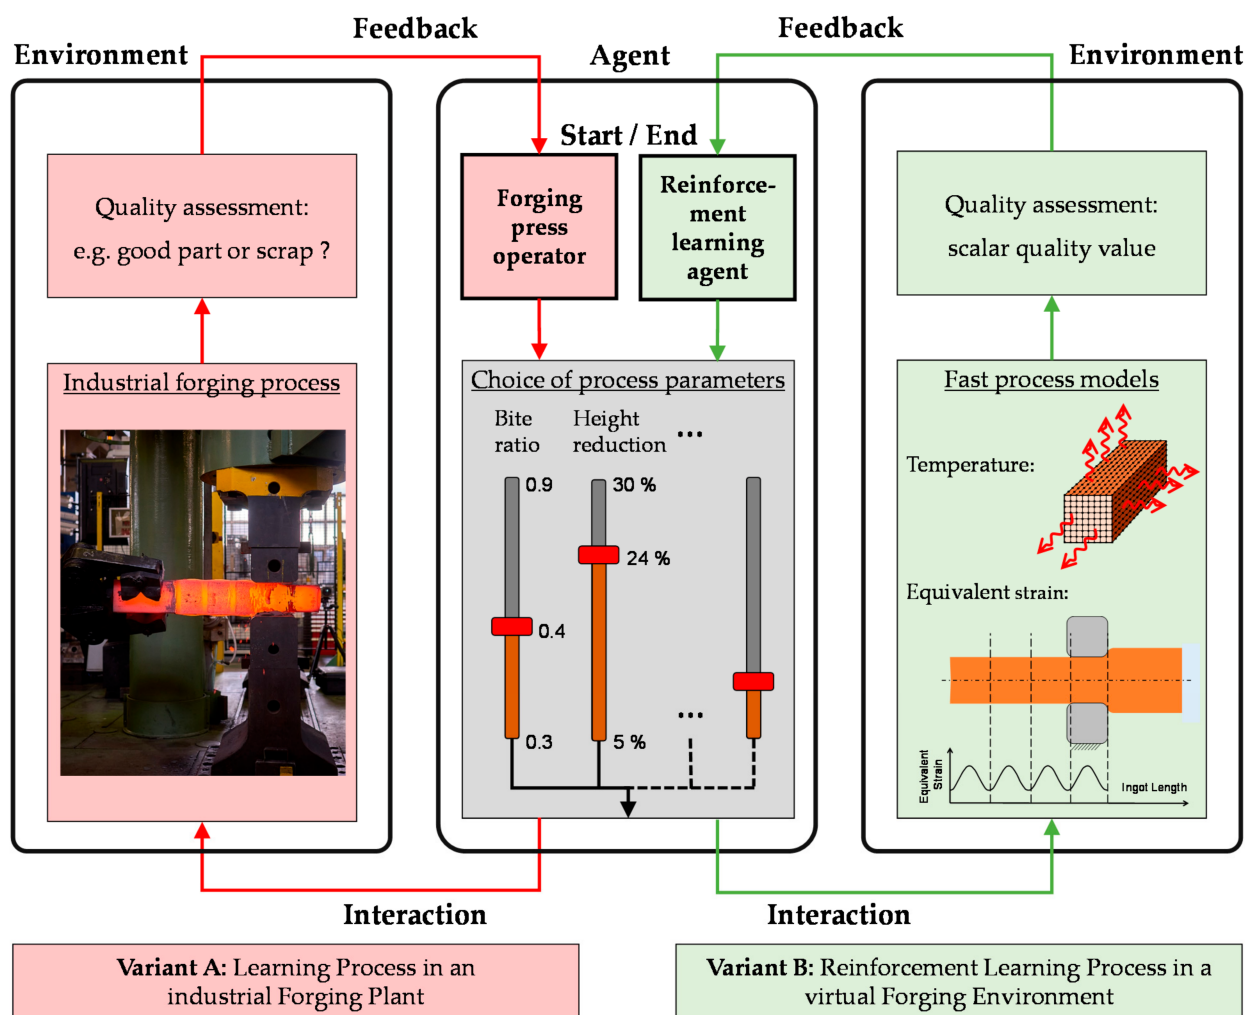 Feedback
Feedback
Environment
Agent
Environment
Start / End
Quality assessment:
e.g. good part or scrap ?
Forging
press
operator
Reinforce-
ment
learning
agent
Quality assessment:
scalar quality value
Industrial forging process
Choice of process parameters
Bite
ratio
Height
reduction
...
0.9
30 %
24 %
0.4
...
0.3
5 %
Fast process models
Temperature:
Equivalent strain:
Equivalent
Strain
Ingot Length
Interaction
Interaction
Variant A: Learning Process in an
industrial Forging Plant
Variant B: Reinforcement Learning Process in a
virtual Forging Environment